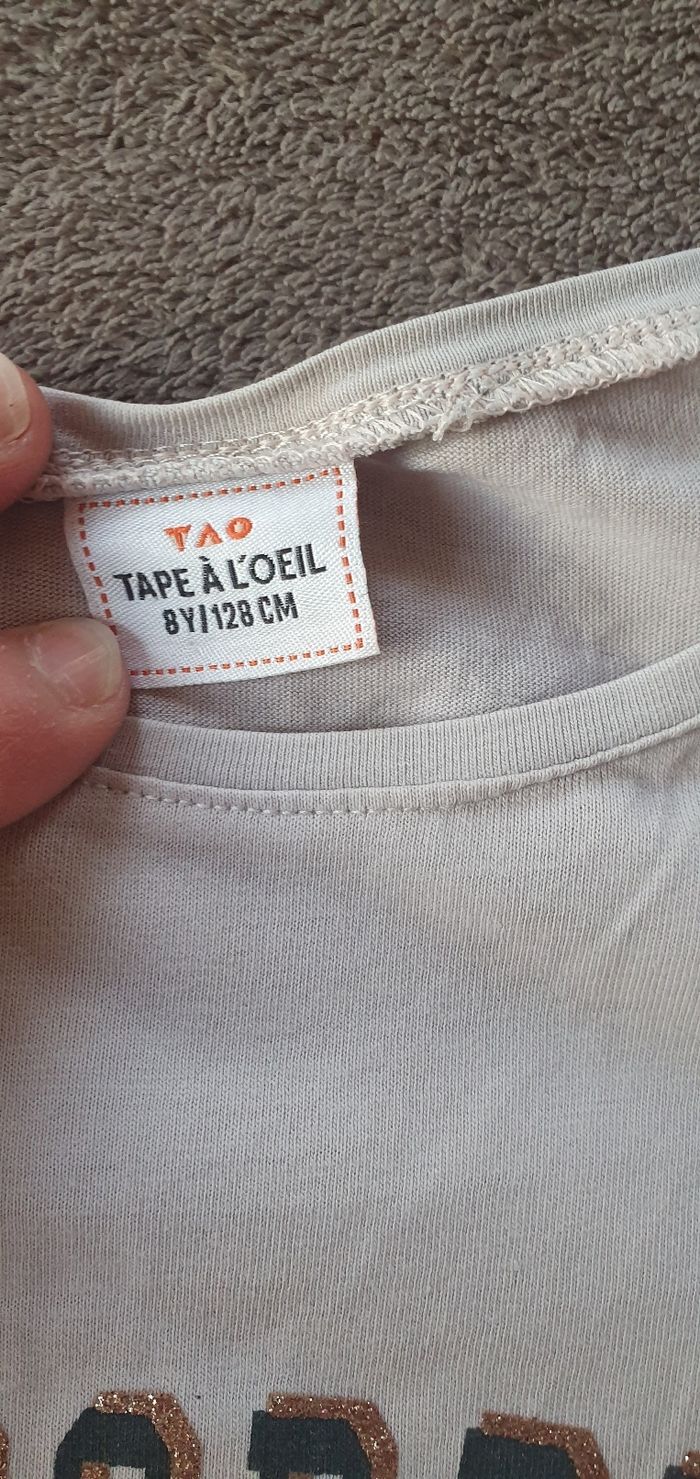 TAO
TAPE À L'OEIL
8Y/128 CM